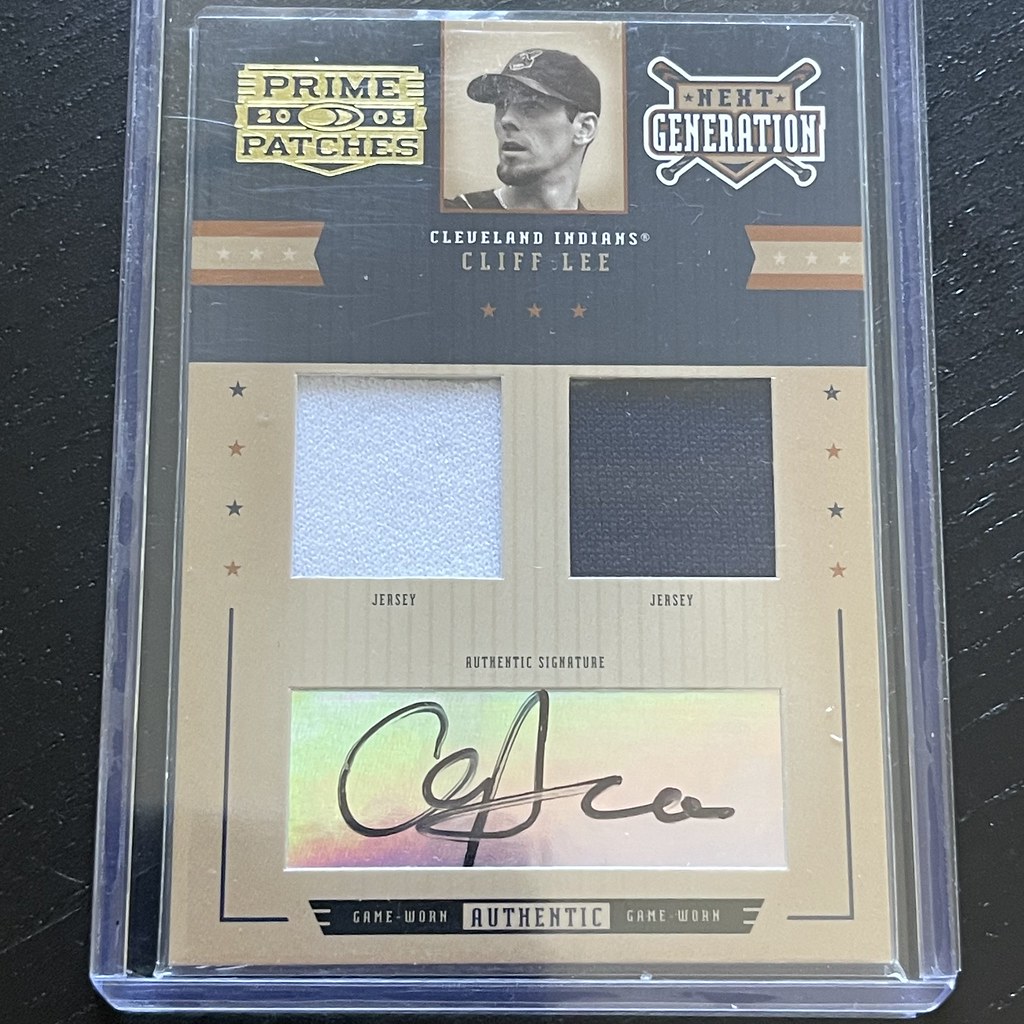 PRIME
20 05
PATCHES
NEXT
GENERATION
CLEVELAND INDIANS®
CLIFF LEE
JERSEY
JERSEY
AUTHENTIC SIGNATURE
GAME-WORN AUTHENTIC GAME-WORN